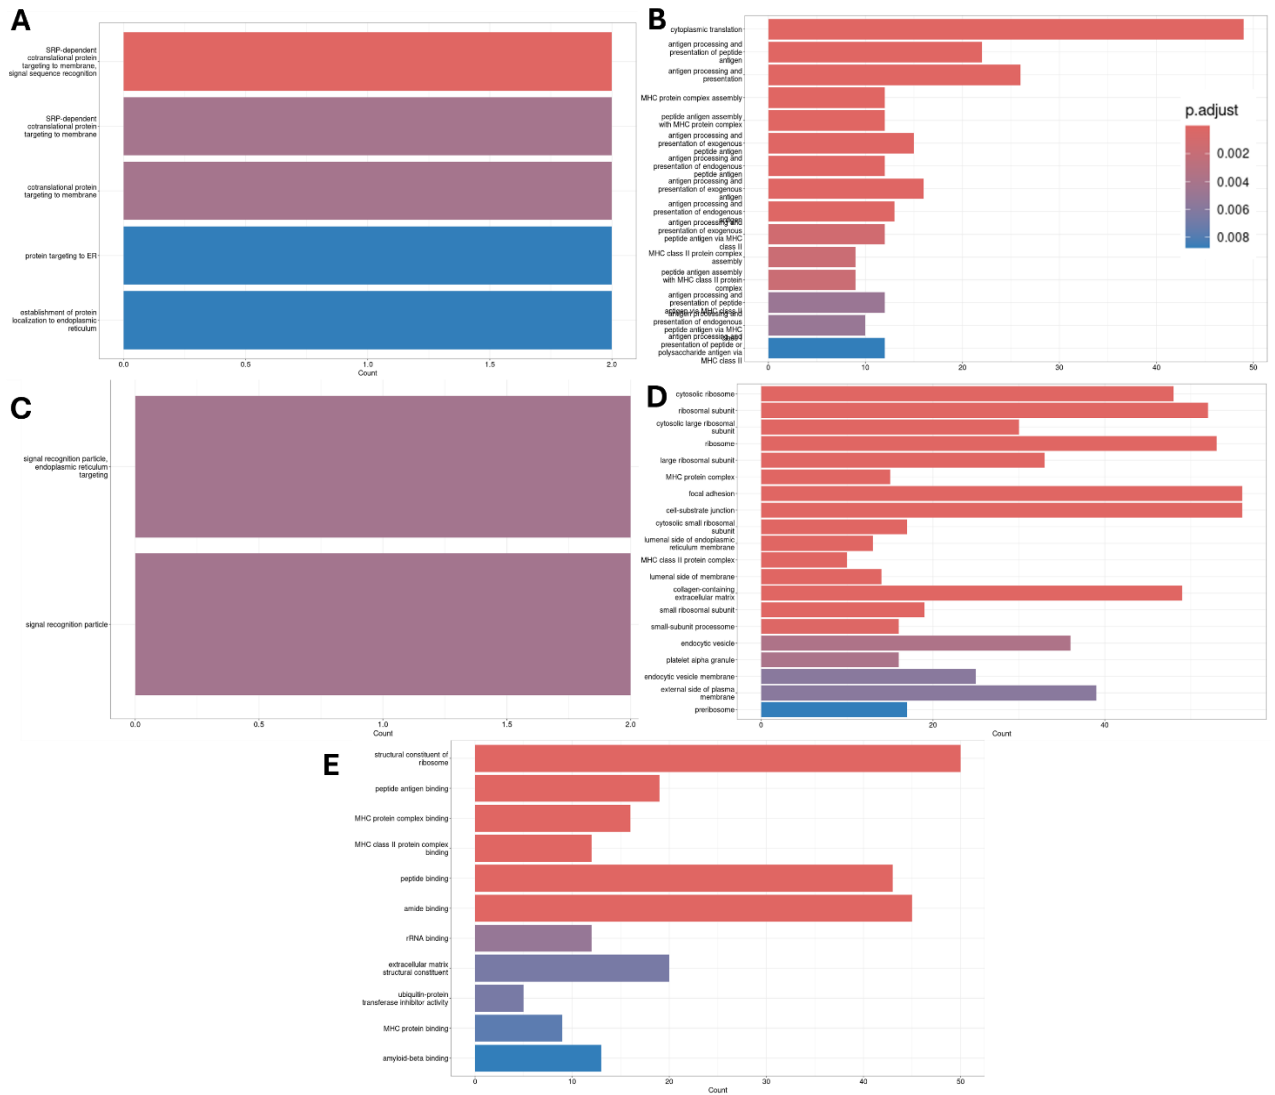 A
SRP-dependent
cotranslational protein
targeting to membrane,
signal sequence recognition
SRP-dependent
cotranslational protein
targeting to membrane
cotranslational protein
targeting to membrane
protein targeting to ER
establishment of protein
localization to endoplasmic
reticulum
0.0 0.5 1.0 1.5 2.0
Count
B
cytoplasmic translation
antigen processing and
presentation of peptide
antigen
antigen processing and
presentation
MHC protein complex assembly
peptide antigen assembly
with MHC protein complex
antigen processing and
presentation of exogenous
peptide antigen
antigen processing and
presentation of endogenous
peptide antigen
antigen processing and
presentation of exogenous
antigen
antigen processing and
presentation of endogenous
antigen
antigen processing and
presentation of exogenous
peptide antigen via MHC
class II
MHC class II protein complex
assembly
peptide antigen assembly
with MHC class II protein
complex
antigen processing and
presentation of peptide
antigen via MHC class II
antigen processing and
presentation of endogenous
peptide antigen via MHC
antigen processing and
presentation of peptide or
polysaccharide antigen via
MHC class II
0 10 20 30 40 50
p.adjust
0.002
0.004
0.006
0.008
C
signal recognition particle,
endoplasmic reticulum
targeting
signal recognition particle
0.0 0.5 1.0 1.5 2.0
Count
D
cytosolic ribosome
ribosomal subunit
cytosolic large ribosomal
subunit
ribosome
large ribosomal subunit
MHC protein complex
focal adhesion
cell-substrate junction
cytosolic small ribosomal
subunit
lumenal side of endoplasmic
reticulum membrane
MHC class II protein complex
lumenal side of membrane
collagen-containing
extracellular matrix
small ribosomal subunit
small-subunit processome
endocytic vesicle
platelet alpha granule
endocytic vesicle membrane
external side of plasma
membrane
preribosome
0 20 40
Count
E
structural constituent of
ribosome
peptide antigen binding
MHC protein complex binding
MHC class II protein complex
binding
peptide binding
amide binding
rRNA binding
extracellular matrix
structural constituent
ubiquitin-protein
transferase inhibitor activity
MHC protein binding
amyloid-beta binding
0 10 20 30 40 50
Count